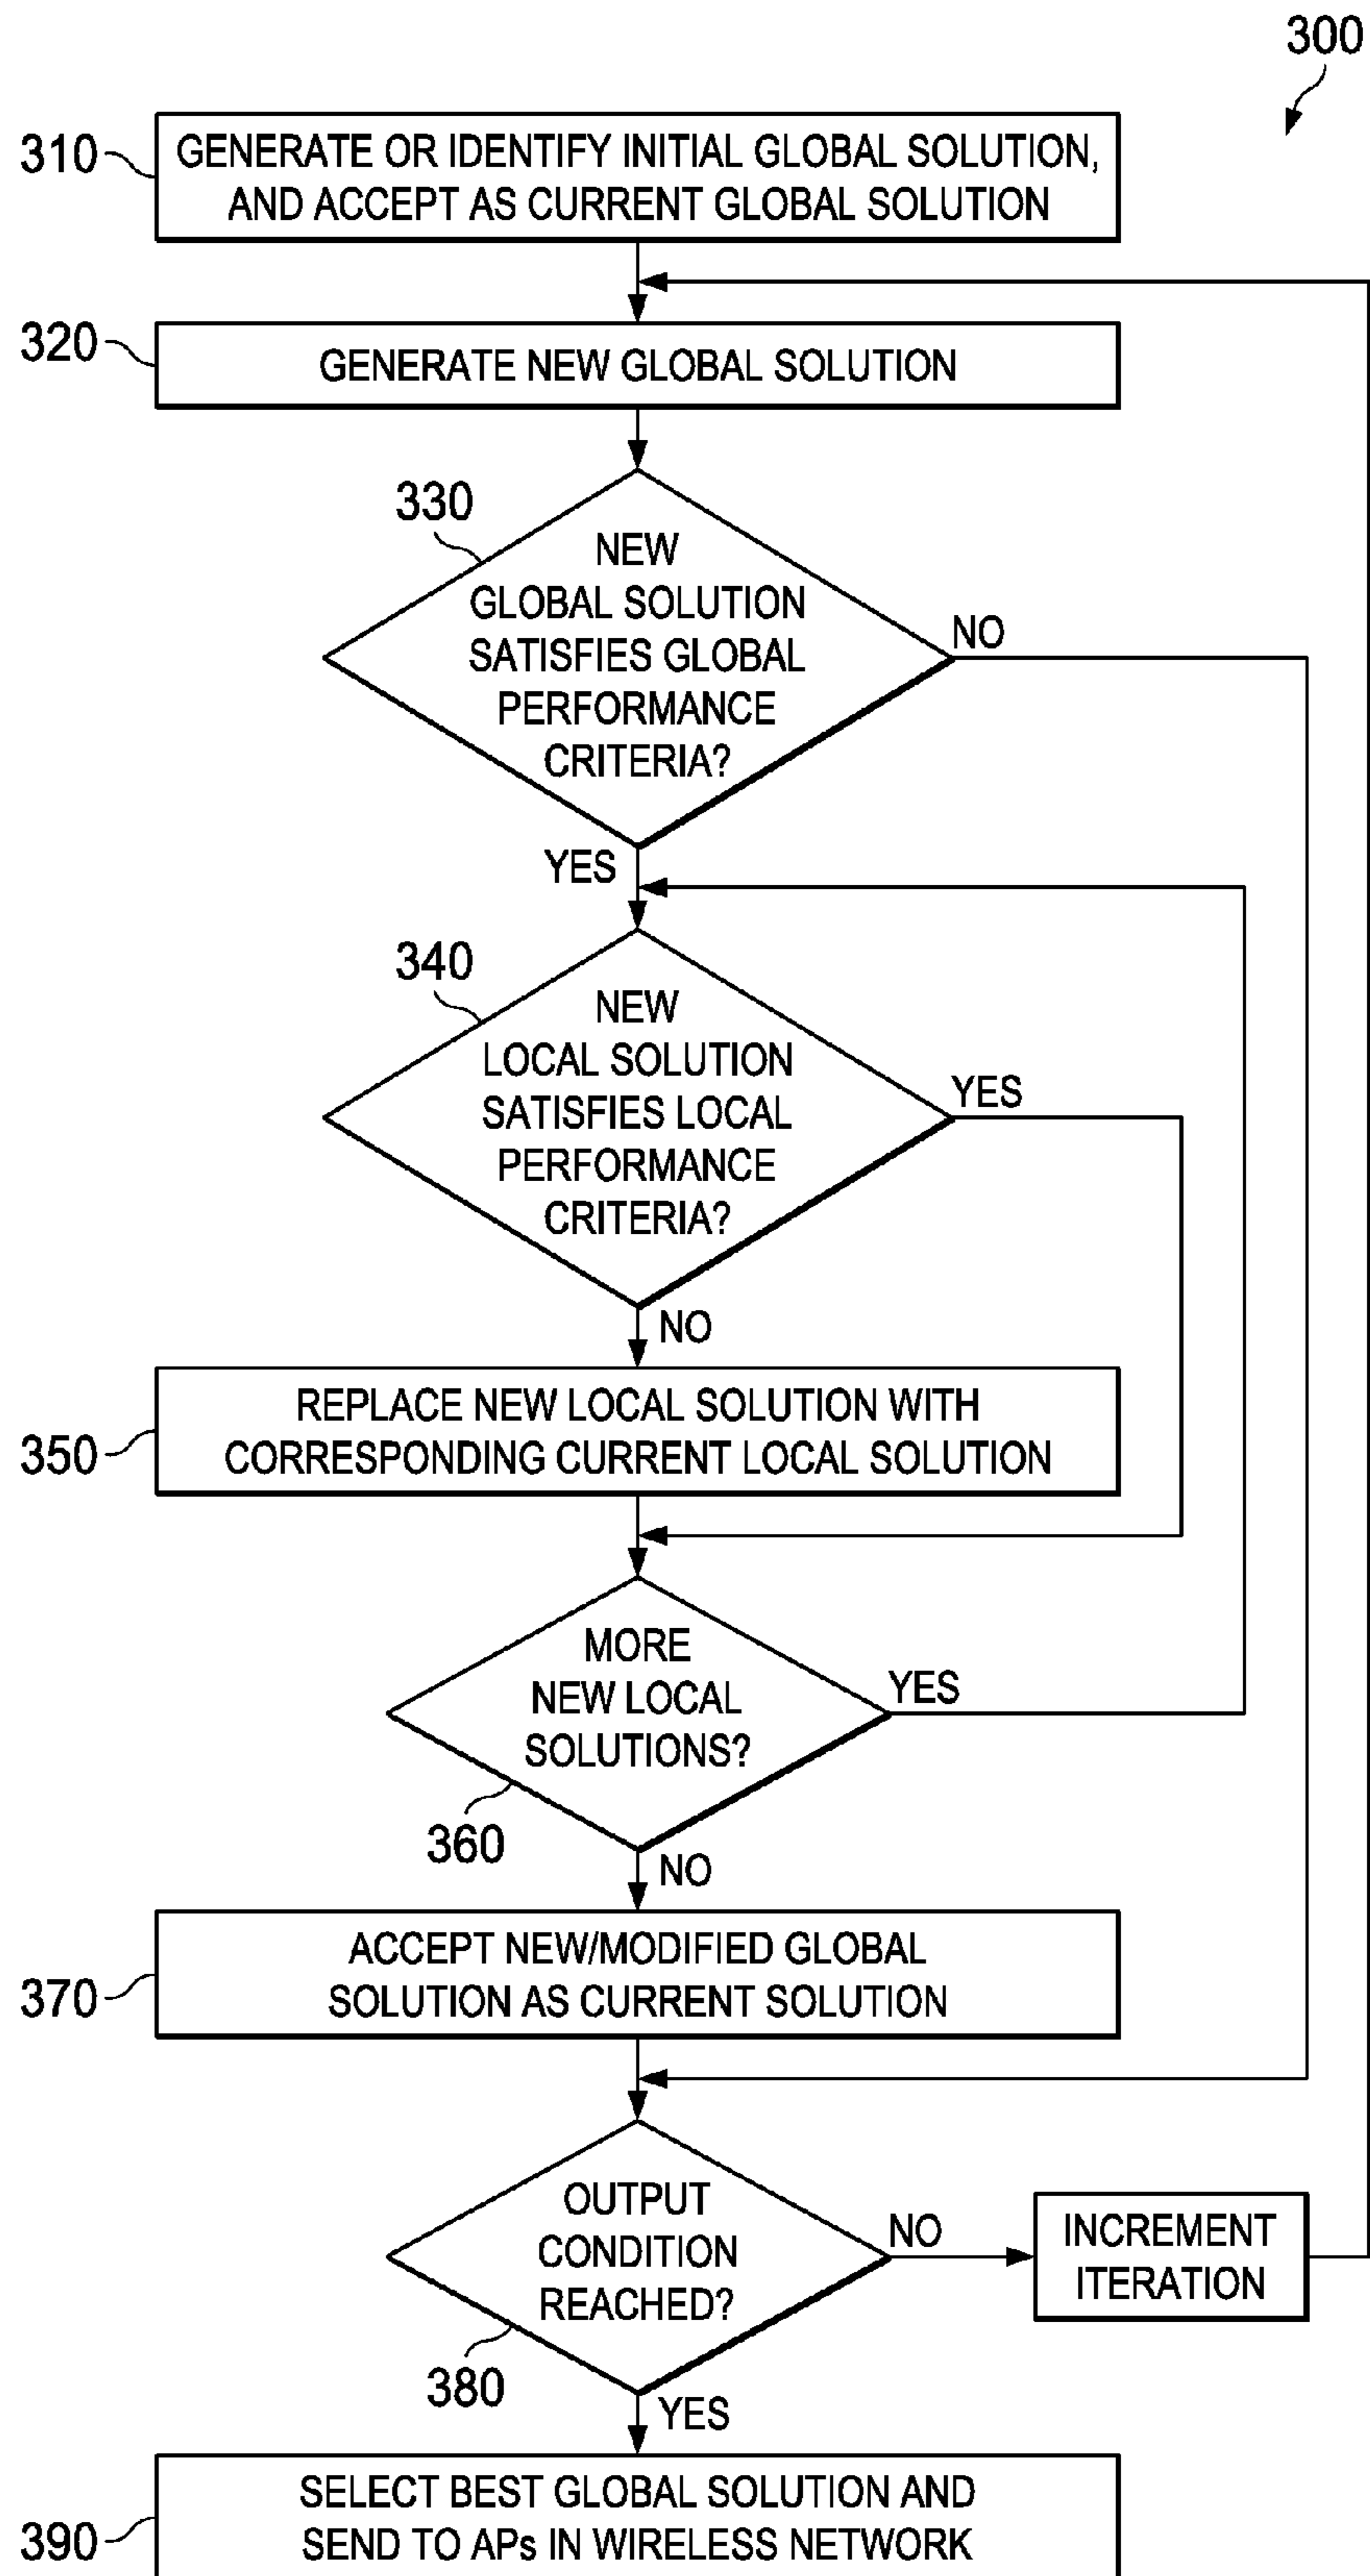 300
310
GENERATE OR IDENTIFY INITIAL GLOBAL SOLUTION,
AND ACCEPT AS CURRENT GLOBAL SOLUTION
320
GENERATE NEW GLOBAL SOLUTION
330
NEW
GLOBAL SOLUTION
SATISFIES GLOBAL
PERFORMANCE
CRITERIA?
NO
YES
340
NEW
LOCAL SOLUTION
SATISFIES LOCAL
PERFORMANCE
CRITERIA?
YES
NO
350
REPLACE NEW LOCAL SOLUTION WITH
CORRESPONDING CURRENT LOCAL SOLUTION
MORE
NEW LOCAL
SOLUTIONS?
YES
360
NO
370
ACCEPT NEW/MODIFIED GLOBAL
SOLUTION AS CURRENT SOLUTION
OUTPUT
CONDITION
REACHED?
NO
INCREMENT
ITERATION
380
YES
390
SELECT BEST GLOBAL SOLUTION AND
SEND TO APs IN WIRELESS NETWORK